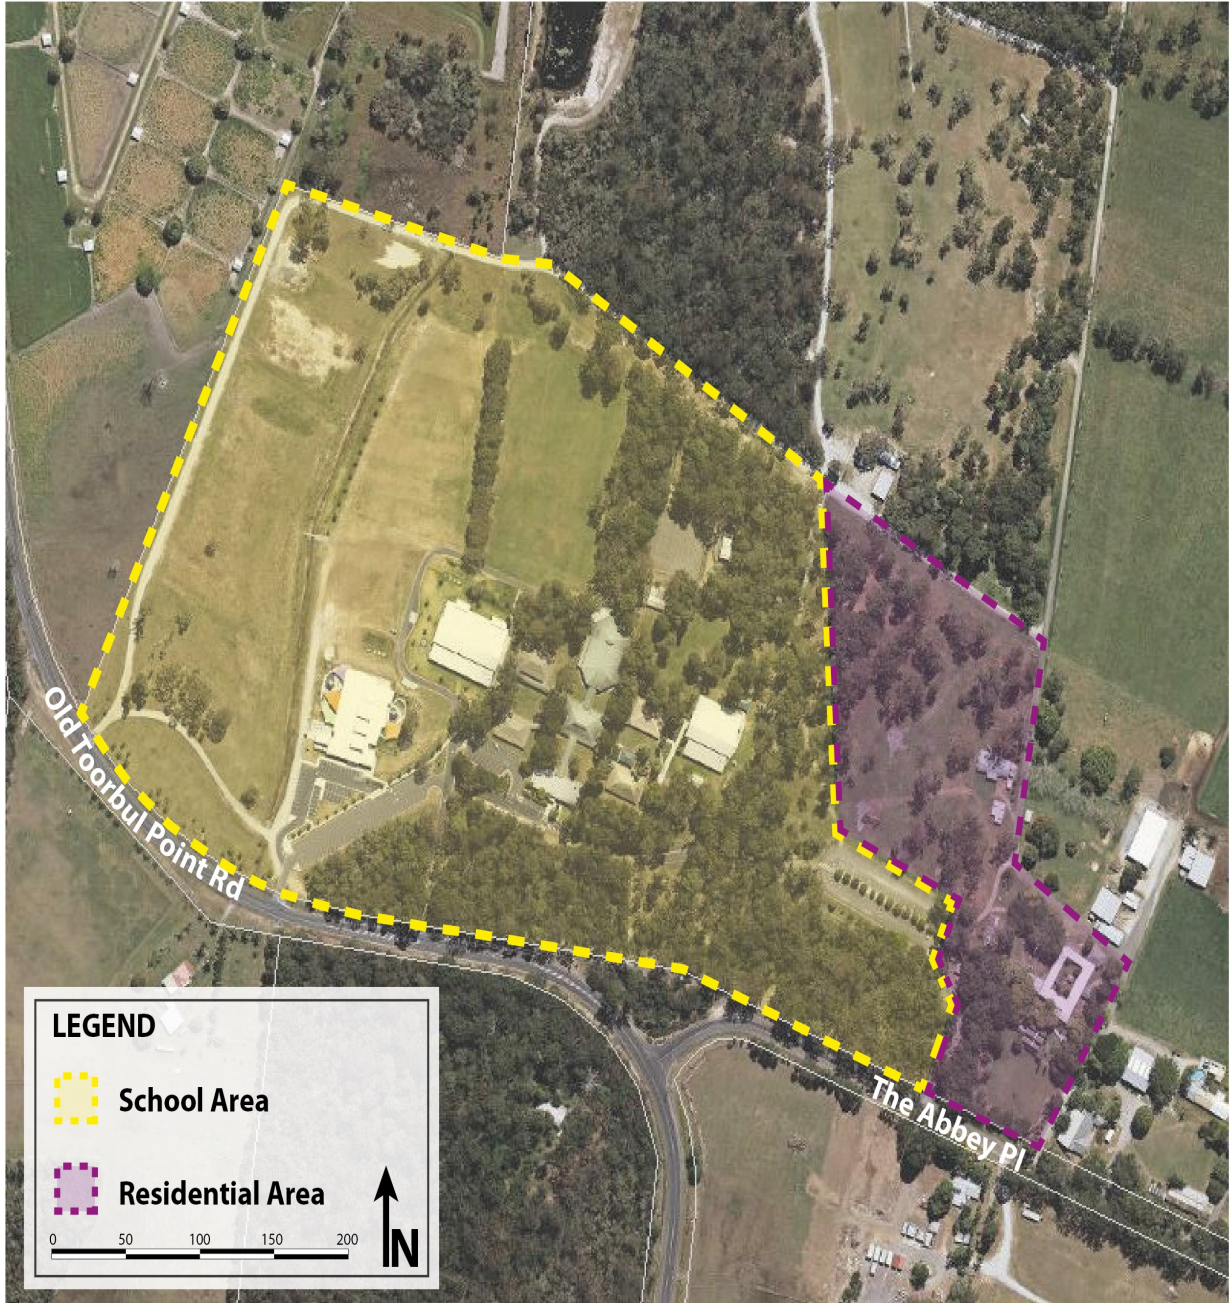 Old Toorbul Point Rd
The Abbey Pl
LEGEND
School Area
Residential Area
0 50 100 150 200
N